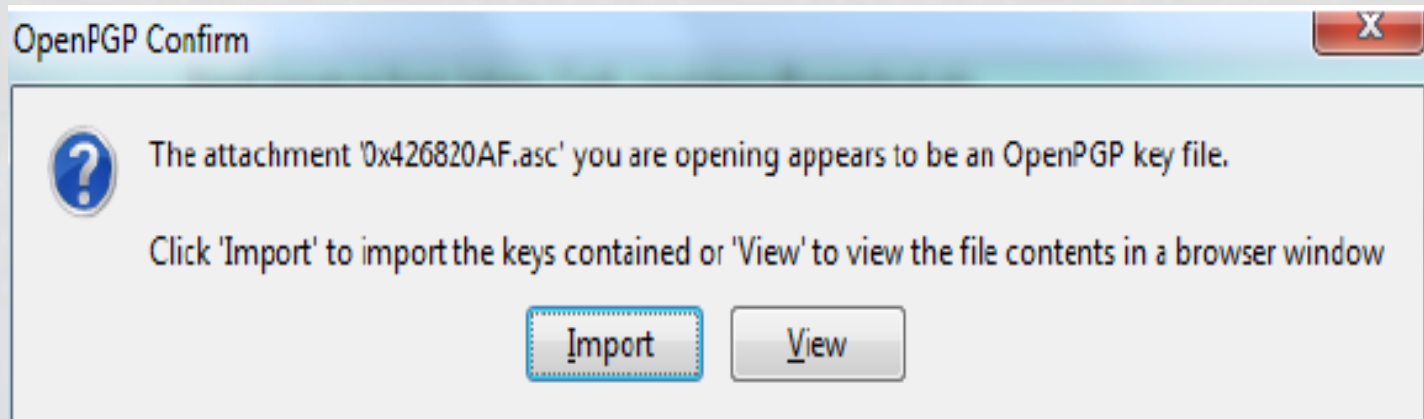 OpenPGP Confirm
X
The attachment '0x426820AF.asc' you are opening appears to be an OpenPGP key file.
Click 'Import' to import the keys contained or 'View' to view the file contents in a browser window
Import
View